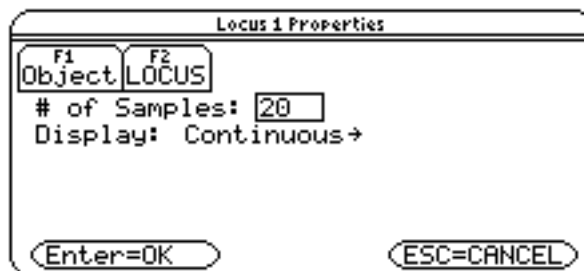 Locus 1 Properties
F1 F2
Object LOCUS
# of Samples: 20
Display: Continuous→
Enter=OK ESC=CANCEL